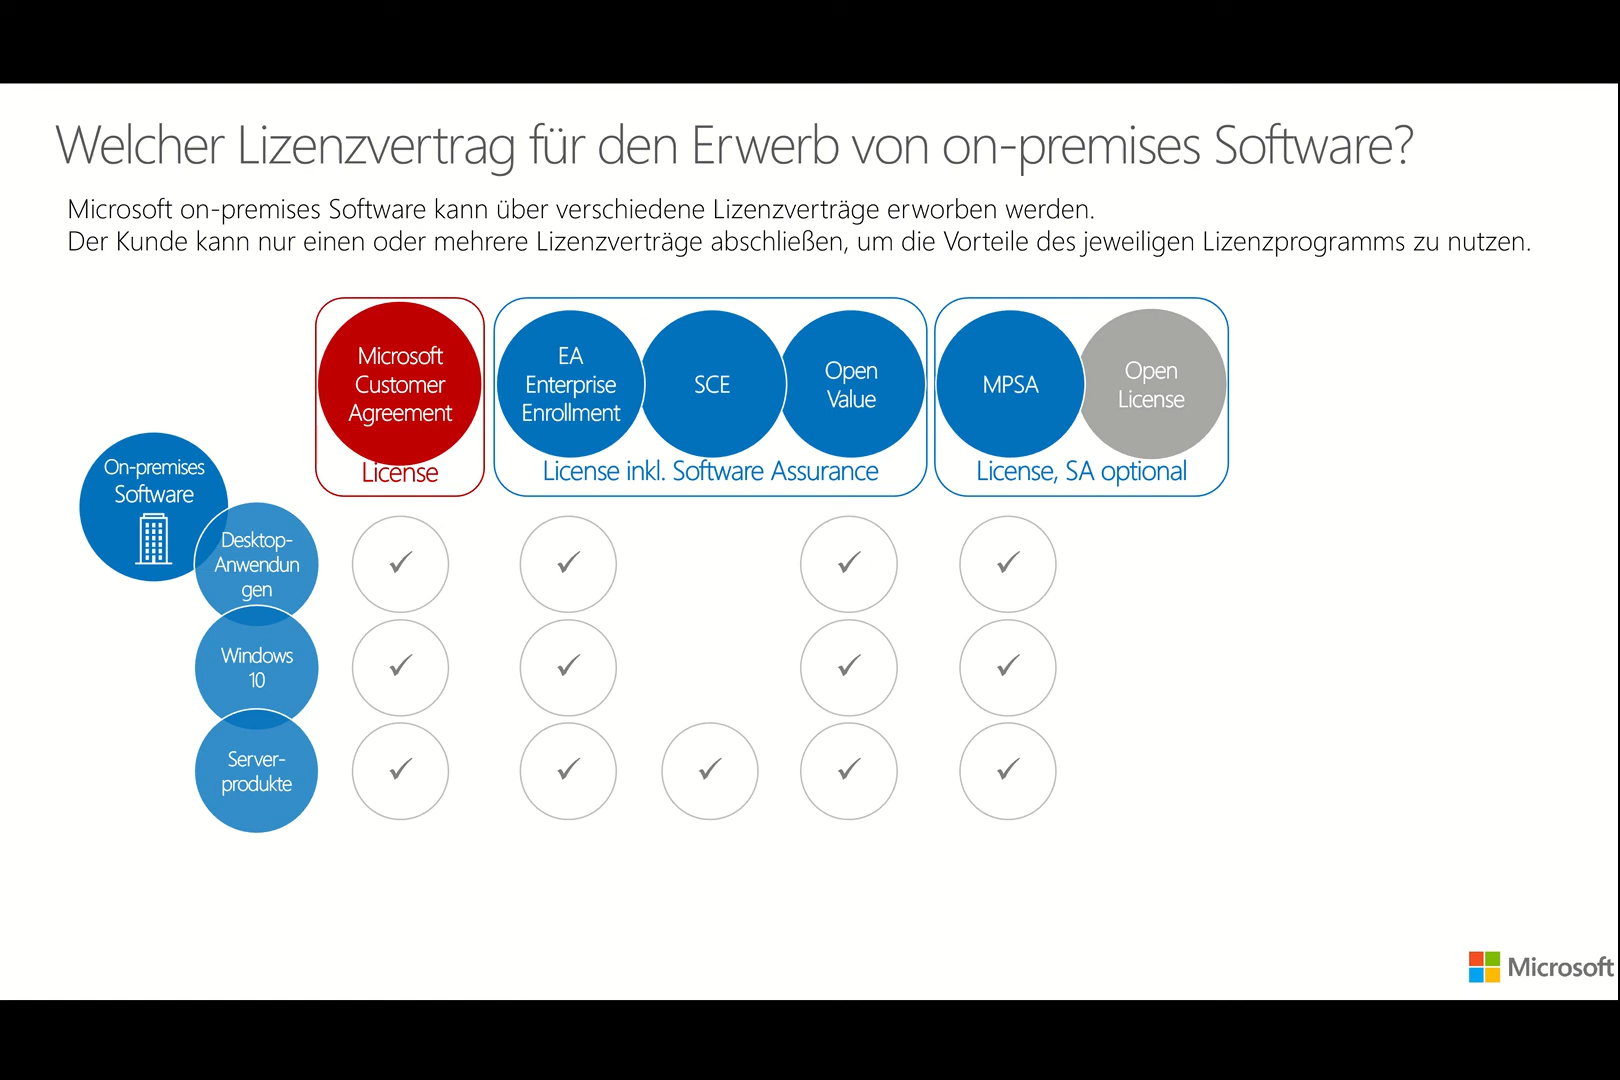 Welcher Lizenzvertrag für den Erwerb von on-premises Software?
Microsoft on-premises Software kann über verschiedene Lizenzverträge erworben werden.
Der Kunde kann nur einen oder mehrere Lizenzverträge abschließen, um die Vorteile des jeweiligen Lizenzprogramms zu nutzen.
Microsoft
Customer
Agreement
License
EA
Enterprise
Enrollment
SCE
Open
Value
License inkl. Software Assurance
MPSA
Open
License
License, SA optional
On-premises
Software
Desktop-
Anwendun
gen
✓ ✓ ✓ ✓
Windows
10
✓ ✓ ✓ ✓
Server-
produkte
✓ ✓ ✓ ✓ ✓
Microsoft